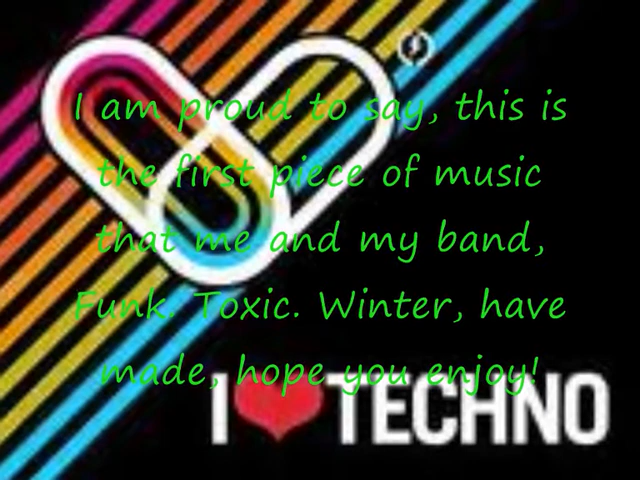 I am proud to say, this is
the first piece of music
that me and my band,
Funk. Toxic. Winter, have
made, hope you enjoy!
I ❤ TECHNO